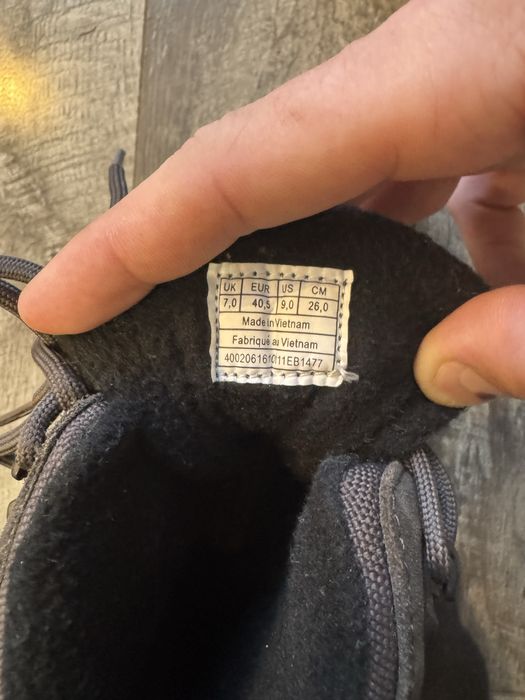 UK EUR US CM
7,0 40,5 9,0 26,0
Made in Vietnam
Fabriqué au Vietnam
400206161011EB1477